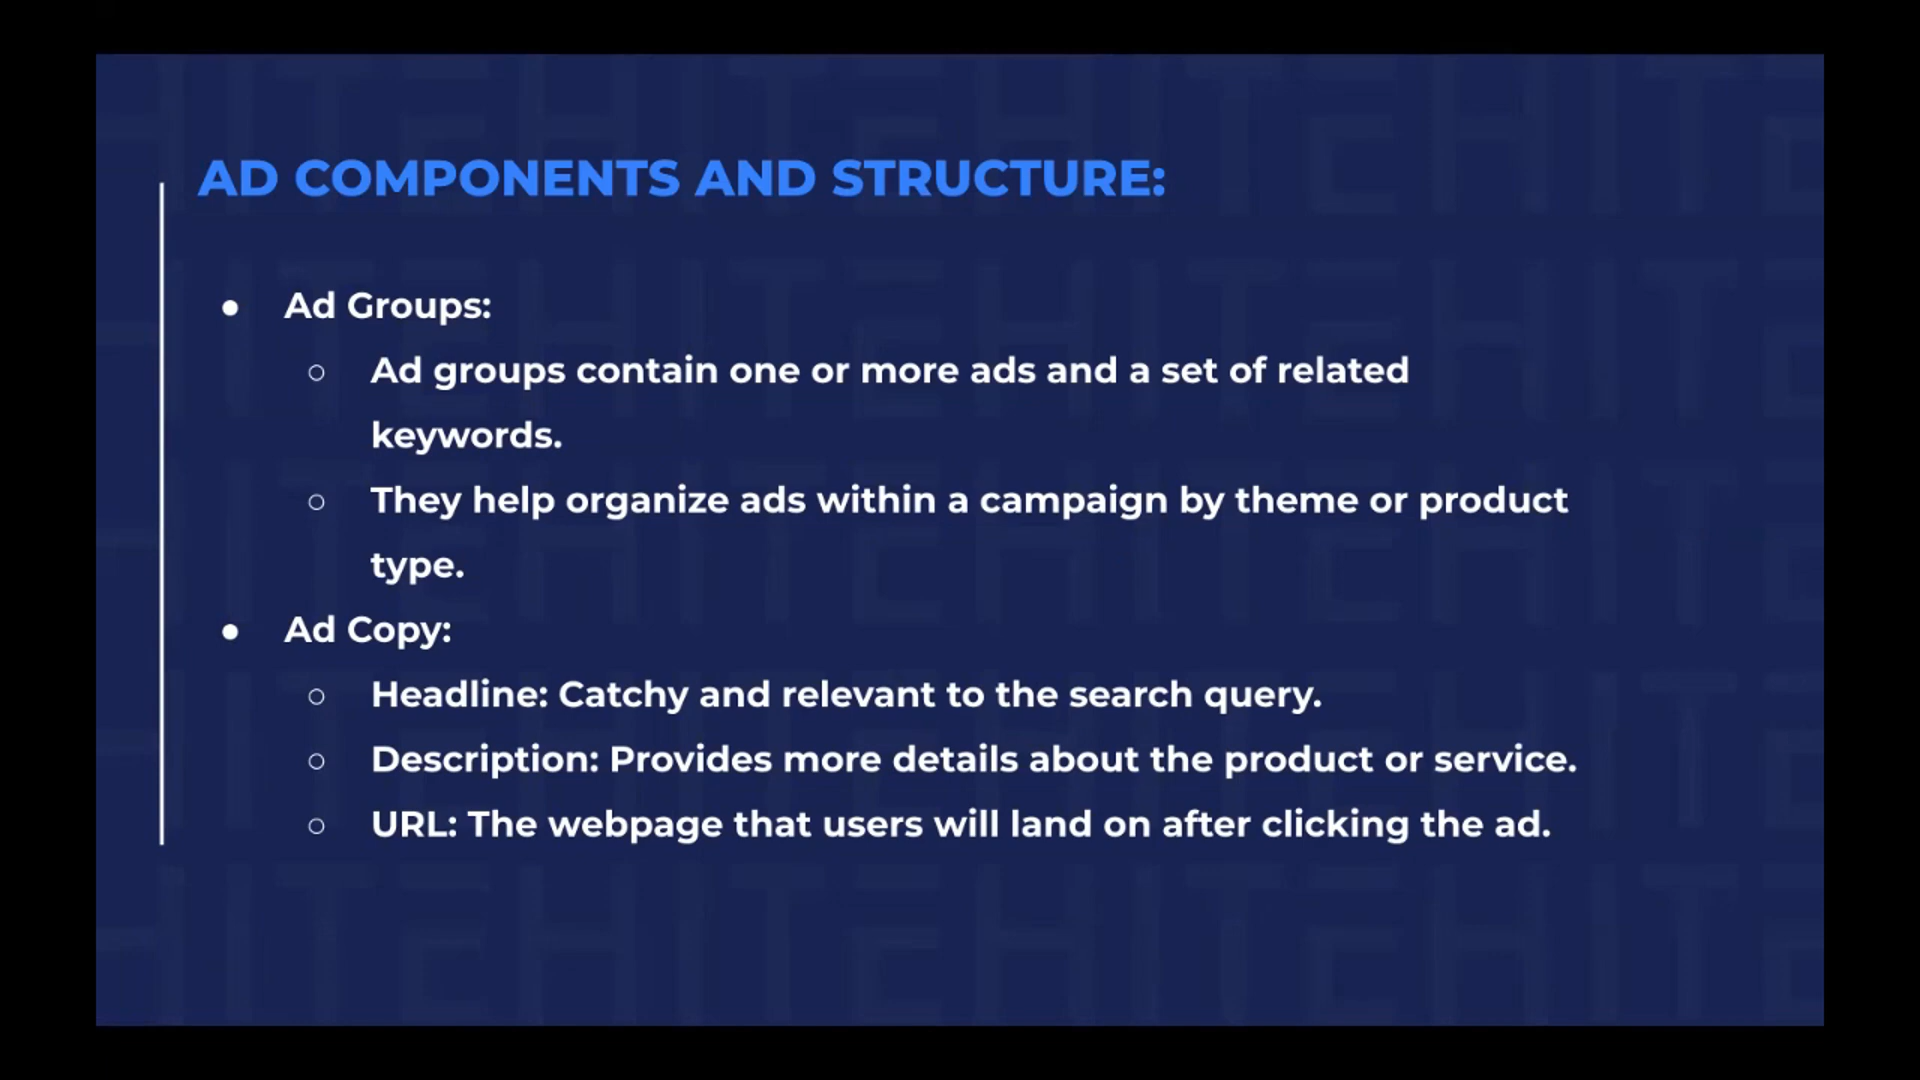 AD COMPONENTS AND STRUCTURE:
● Ad Groups:
○ Ad groups contain one or more ads and a set of related
keywords.
○ They help organize ads within a campaign by theme or product
type.
● Ad Copy:
○ Headline: Catchy and relevant to the search query.
○ Description: Provides more details about the product or service.
○ URL: The webpage that users will land on after clicking the ad.